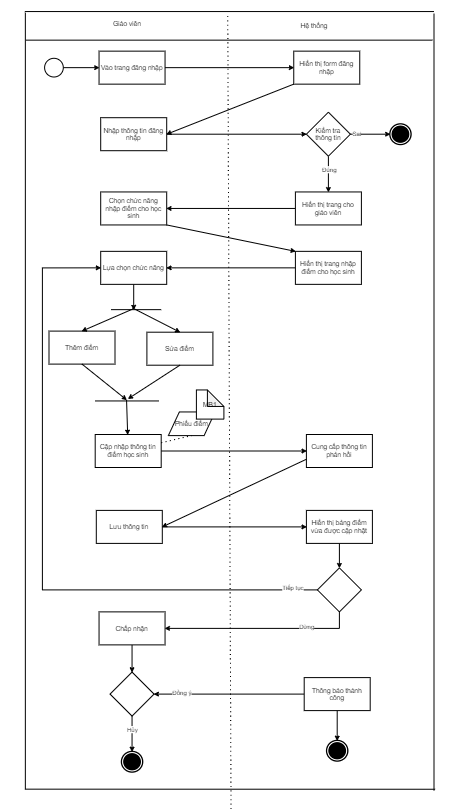 Giáo viên
Hệ thống
Vào trang đăng nhập
Hiển thị form đăng
nhập
Nhập thông tin đăng
nhập
Kiểm tra
thông tin
Sai
Đúng
Chọn chức năng
nhập điểm cho học
sinh
Hiển thị trang cho
giáo viên
Lựa chọn chức năng
Hiển thị trang nhập
điểm cho học sinh
Thêm điểm
Sửa điểm
MB1
Phiếu điểm
Cập nhập thông tin
điểm học sinh
Cung cấp thông tin
phản hồi
Lưu thông tin
Hiển thị bảng điểm
vừa được cập nhật
Tiếp tục
Dừng
Chấp nhận
Đồng ý
Thông báo thành
công
Hủy